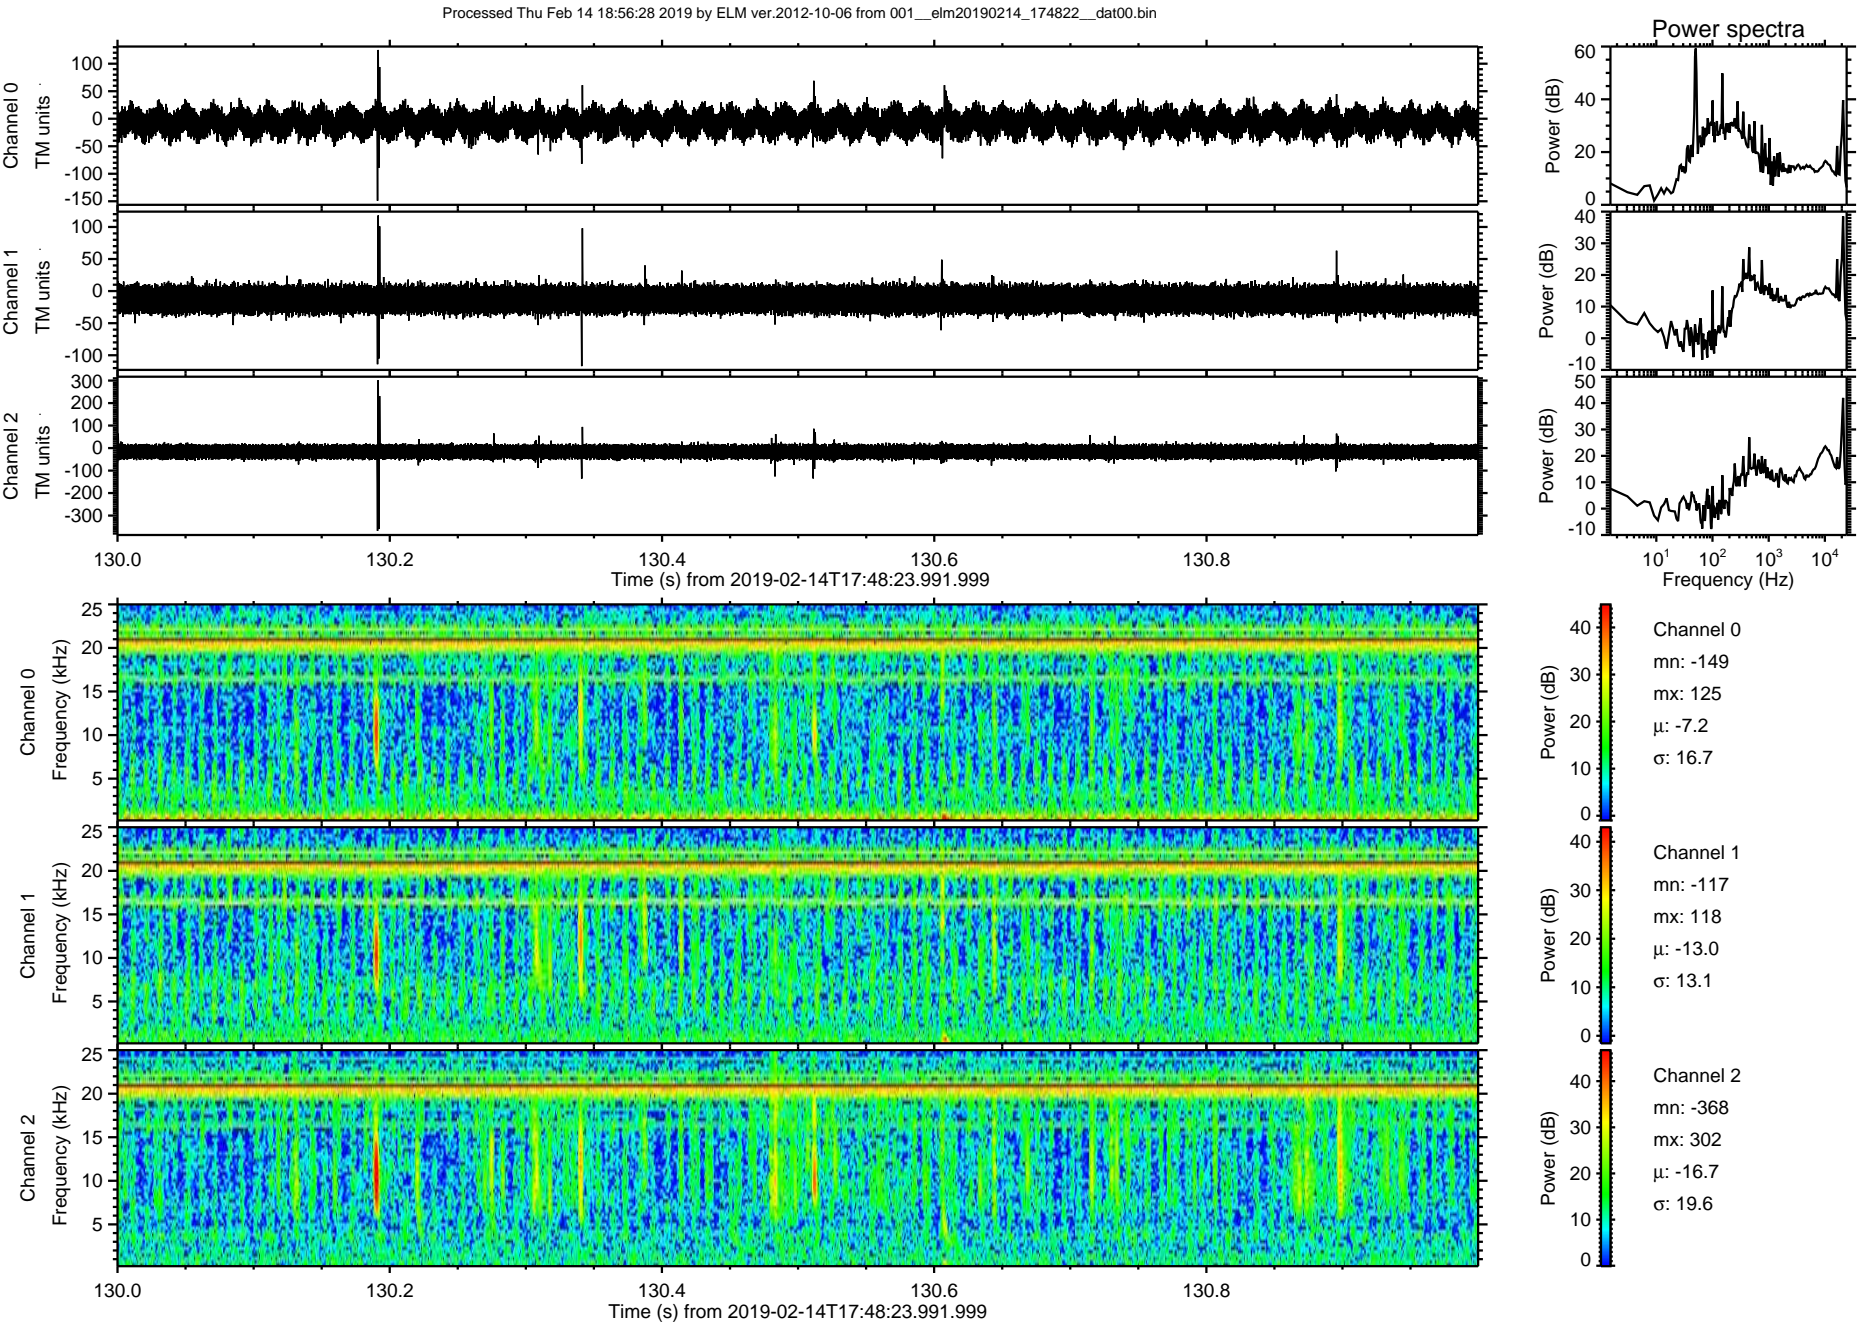 Processed Thu Feb 14 18:56:28 2019 by ELM ver.2012-10-06 from 001__elm20190214_174822__dat00.bin
Power spectra
Channel 0
TM units
100
50
0
-50
-100
-150
Power (dB)
60
40
20
0
Channel 1
TM units
100
50
0
-50
-100
Power (dB)
40
30
20
10
0
-10
Channel 2
TM units
300
200
100
0
-100
-200
-300
Power (dB)
50
40
30
20
10
0
-10
130.0 130.2 130.4 130.6 130.8
Time (s) from 2019-02-14T17:48:23.991.999
10^1 10^2 10^3 10^4
Frequency (Hz)
Channel 0
Frequency (kHz)
25
20
15
10
5
Power (dB)
40
30
20
10
0
Channel 0
mn: -149
mx: 125
µ: -7.2
σ: 16.7
Channel 1
Frequency (kHz)
25
20
15
10
5
Power (dB)
40
30
20
10
0
Channel 1
mn: -117
mx: 118
µ: -13.0
σ: 13.1
Channel 2
Frequency (kHz)
25
20
15
10
5
Power (dB)
40
30
20
10
0
Channel 2
mn: -368
mx: 302
µ: -16.7
σ: 19.6
130.0 130.2 130.4 130.6 130.8
Time (s) from 2019-02-14T17:48:23.991.999